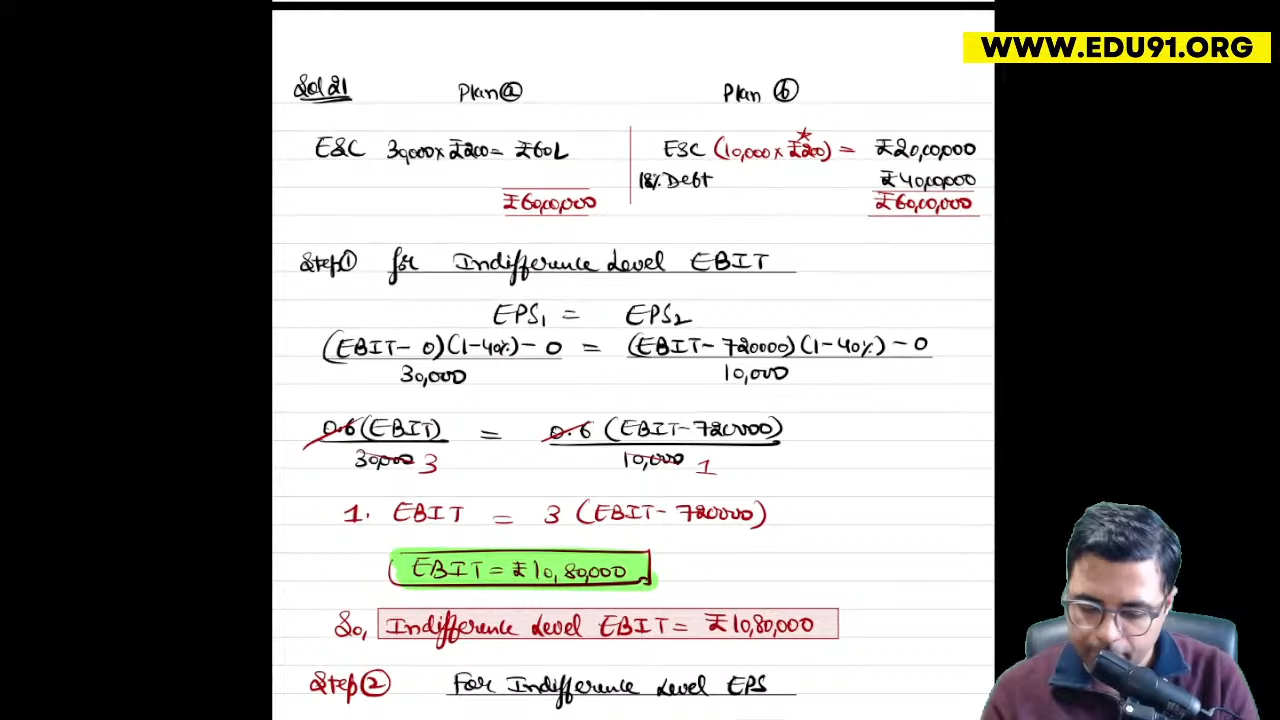 WWW.EDU91.ORG
Sol 21 Plan ⓐ Plan ⓑ
ESC 30,000 × ₹200 = ₹60L ESC (10,000 × ₹200)* = ₹20,00,000
18% Debt ₹40,00,000
₹60,00,000 ₹60,00,000
Step ① for Indifference Level EBIT
EPS₁ = EPS₂
(EBIT - 0)(1-40%) - 0 = (EBIT - 720000)(1-40%) - 0
30,000 10,000
0.6 (EBIT) = 0.6 (EBIT-720000)
30,000 3 10,000 1
1. EBIT = 3 (EBIT- 720000)
EBIT = ₹10,80,000
So, Indifference Level EBIT = ₹10,80,000
Step ② For Indifference Level EPS